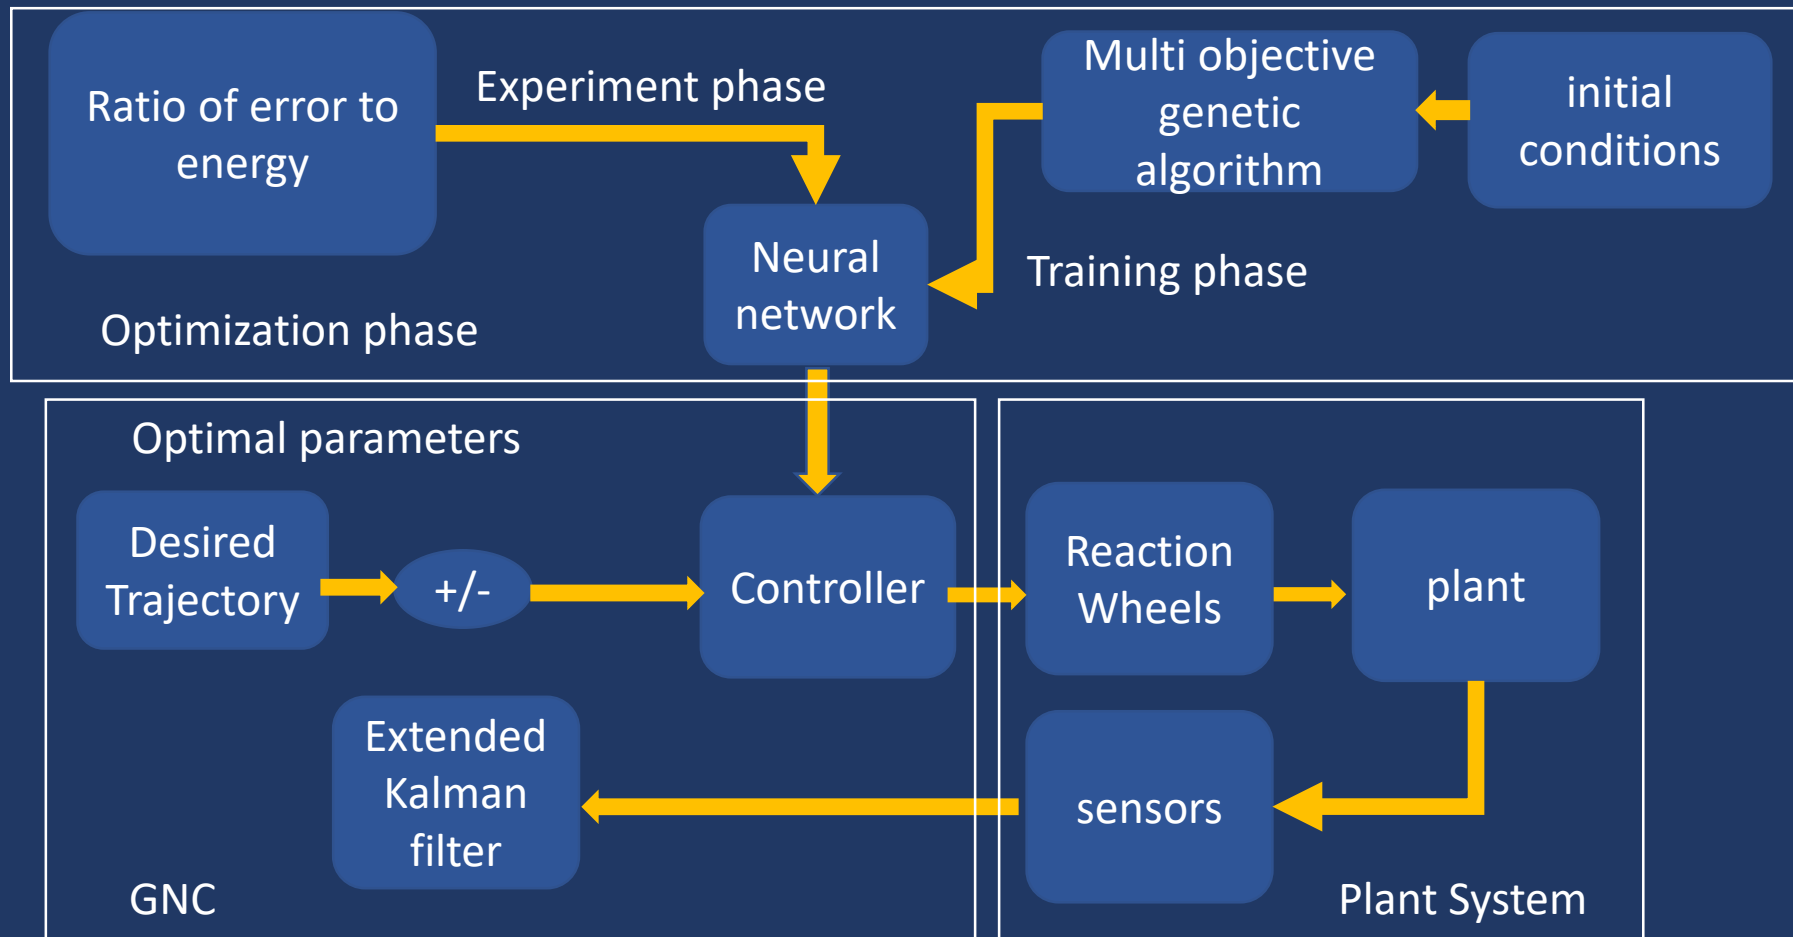 Ratio of error to
energy
Experiment phase
Multi objective
genetic
algorithm
initial
conditions
Neural
network
Training phase
Optimization phase
Optimal parameters
Desired
Trajectory
+/-
Controller
Reaction
Wheels
plant
Extended
Kalman
filter
sensors
GNC
Plant System